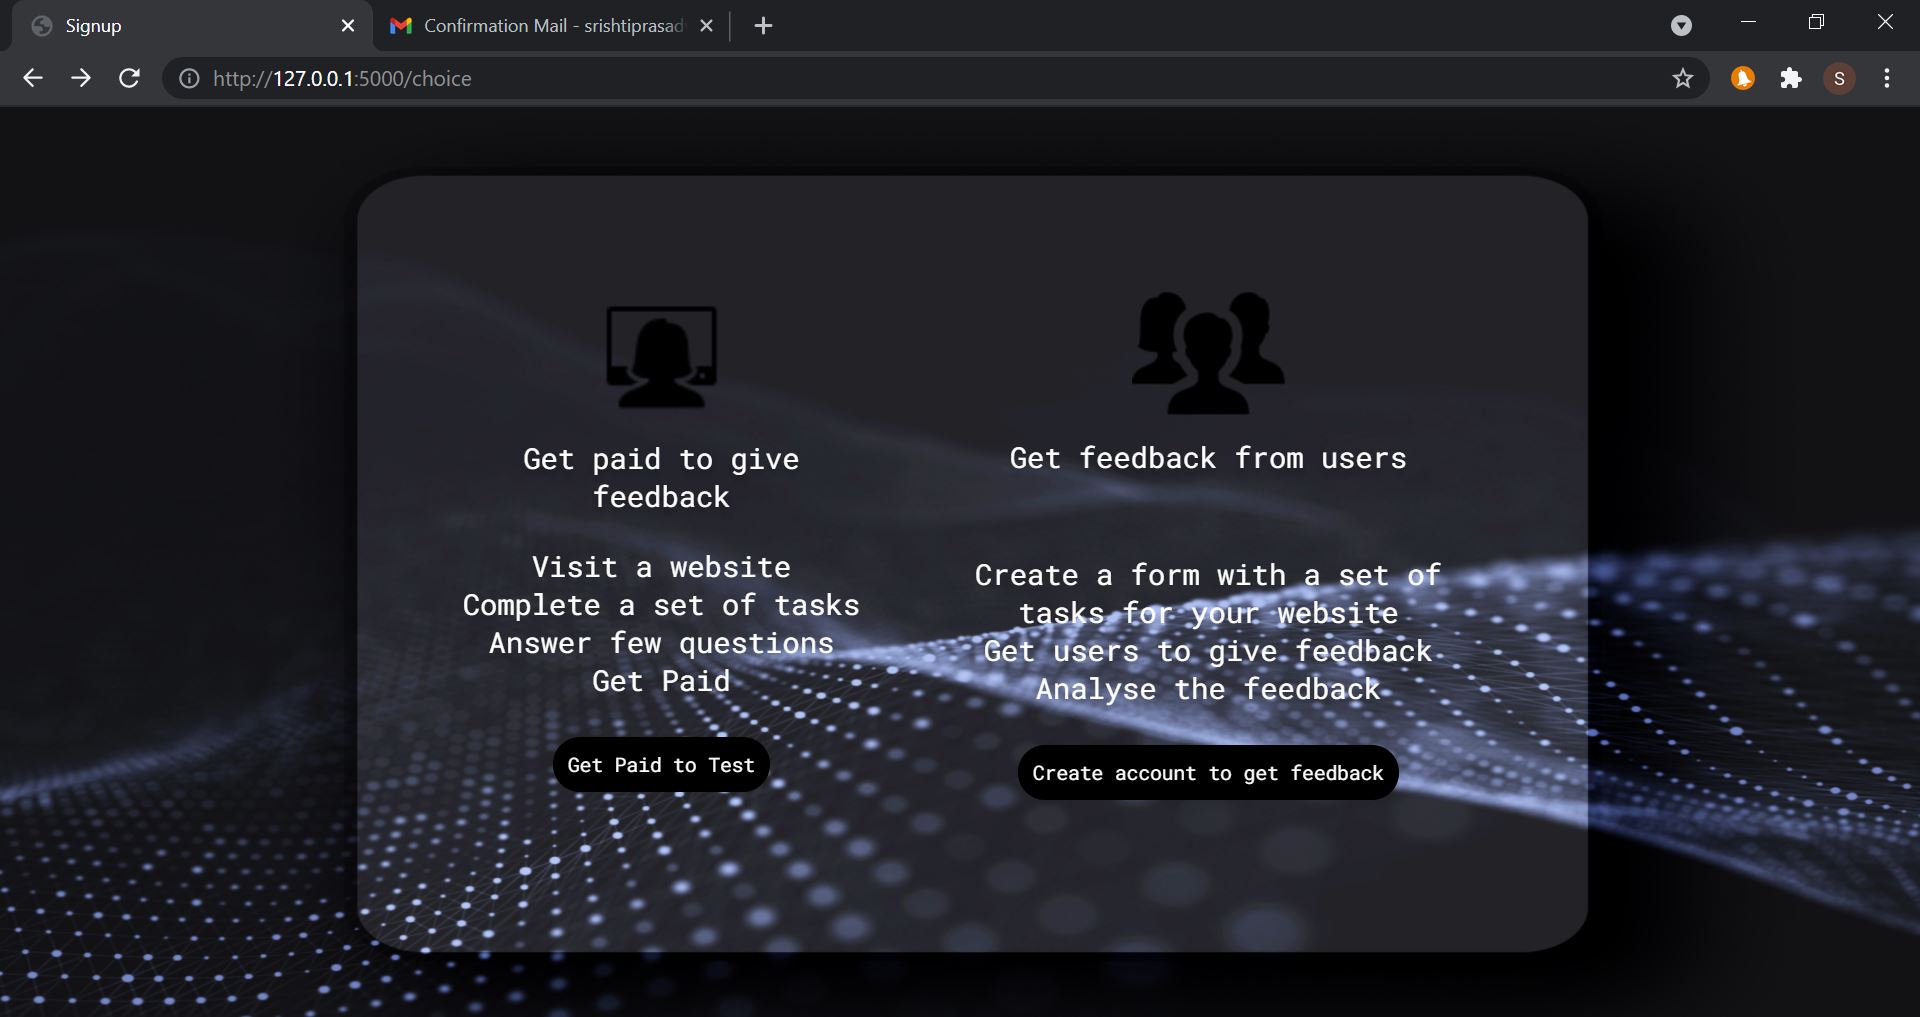 Signup
Confirmation Mail - srishtiprasad
http://127.0.0.1:5000/choice
S
Get paid to give
feedback
Visit a website
Complete a set of tasks
Answer few questions
Get Paid
Get Paid to Test
Get feedback from users
Create a form with a set of
tasks for your website
Get users to give feedback
Analyse the feedback
Create account to get feedback